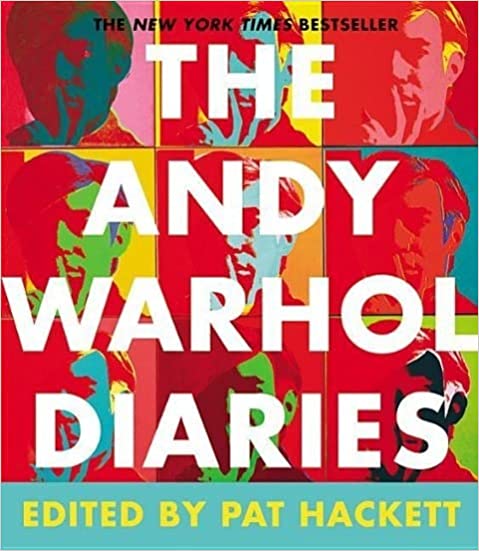 THE NEW YORK TIMES BESTSELLER
THE
ANDY
WARHOL
DIARIES
EDITED BY PAT HACKETT